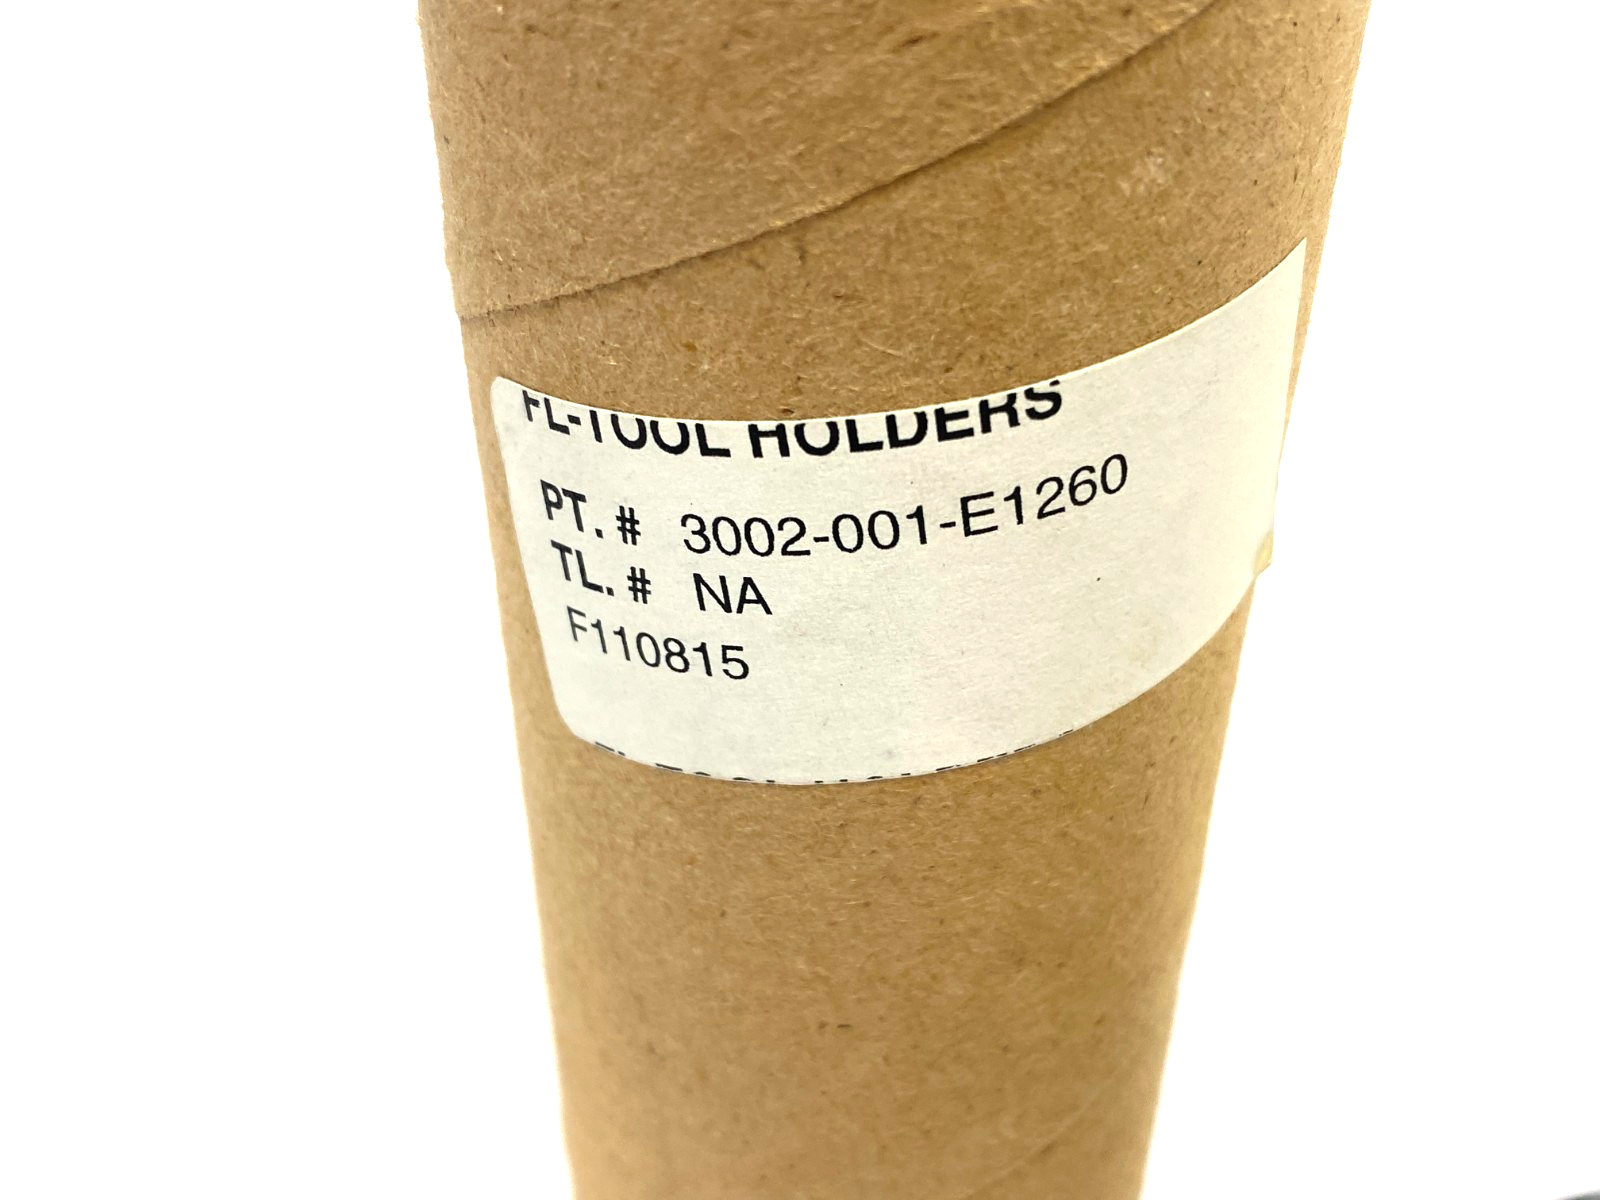 FL-TOOL HOLDERS
PT. # 3002-001-E1260
TL. # NA
F110815